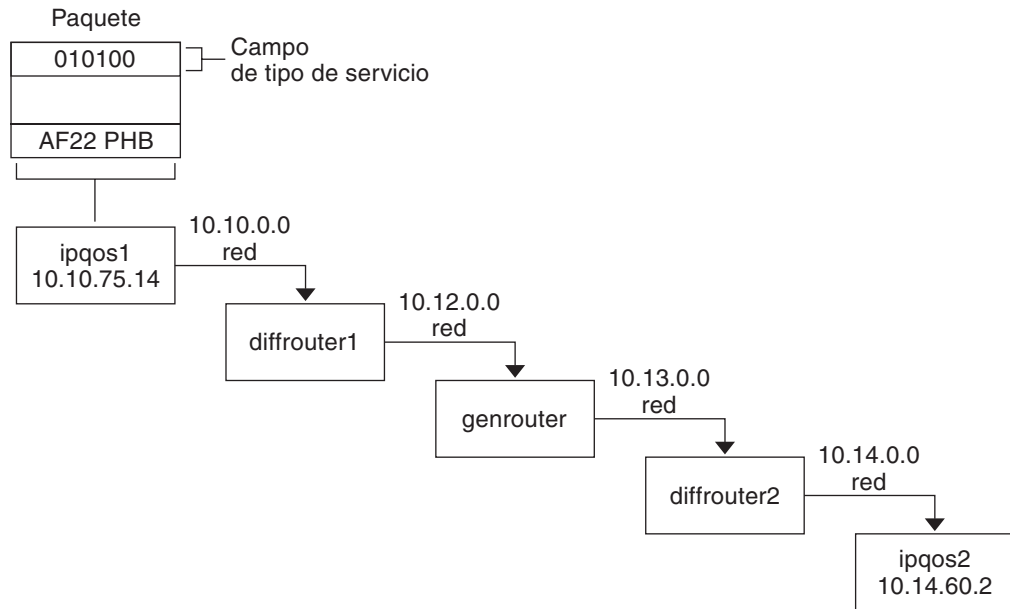 Paquete
010100
Campo
de tipo de servicio
AF22 PHB
ipqos1
10.10.75.14
10.10.0.0
red
diffrouter1
10.12.0.0
red
genrouter
10.13.0.0
red
diffrouter2
10.14.0.0
red
ipqos2
10.14.60.2